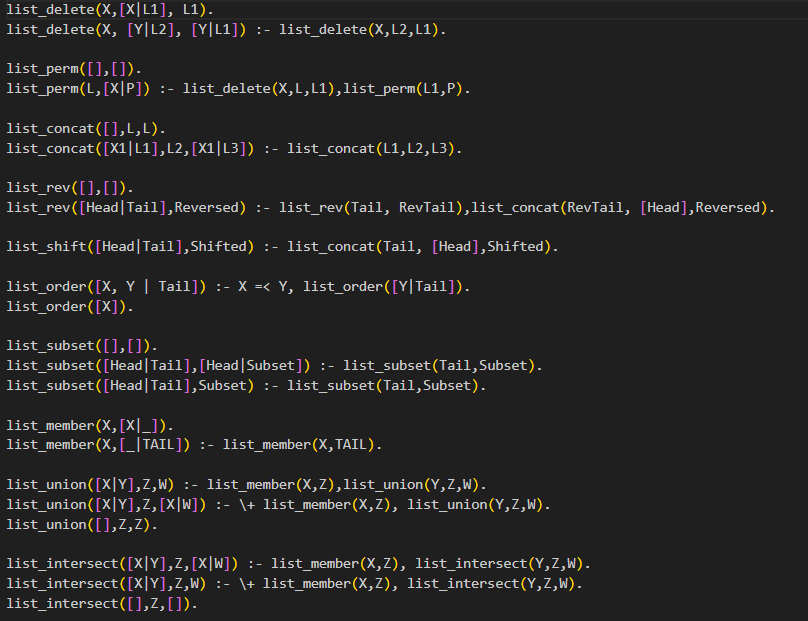 list_delete(X,[X|L1], L1).
list_delete(X, [Y|L2], [Y|L1]) :- list_delete(X,L2,L1).
list_perm([],[]).
list_perm(L,[X|P]) :- list_delete(X,L,L1),list_perm(L1,P).
list_concat([],L,L).
list_concat([X1|L1],L2,[X1|L3]) :- list_concat(L1,L2,L3).
list_rev([],[]).
list_rev([Head|Tail],Reversed) :- list_rev(Tail, RevTail),list_concat(RevTail, [Head],Reversed).
list_shift([Head|Tail],Shifted) :- list_concat(Tail, [Head],Shifted).
list_order([X, Y | Tail]) :- X =< Y, list_order([Y|Tail]).
list_order([X]).
list_subset([],[]).
list_subset([Head|Tail],[Head|Subset]) :- list_subset(Tail,Subset).
list_subset([Head|Tail],Subset) :- list_subset(Tail,Subset).
list_member(X,[X|_]).
list_member(X,[_|TAIL]) :- list_member(X,TAIL).
list_union([X|Y],Z,W) :- list_member(X,Z),list_union(Y,Z,W).
list_union([X|Y],Z,[X|W]) :- \+ list_member(X,Z), list_union(Y,Z,W).
list_union([],Z,Z).
list_intersect([X|Y],Z,[X|W]) :- list_member(X,Z), list_intersect(Y,Z,W).
list_intersect([X|Y],Z,W) :- \+ list_member(X,Z), list_intersect(Y,Z,W).
list_intersect([],Z,[]).